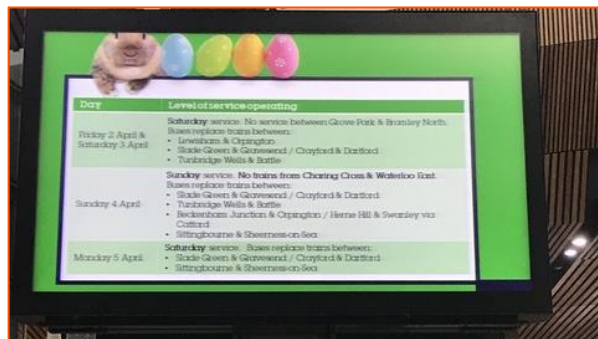 Day Level of service operating
Friday 2 April &
Saturday 3 April
Saturday service. No service between Grove Park & Bromley North.
Buses replace trains between:
• Lewisham & Orpington
• Slade Green & Gravesend / Crayford & Dartford
• Tunbridge Wells & Battle
Sunday 4 April
Sunday service. No trains from Charing Cross & Waterloo East.
Buses replace trains between:
• Slade Green & Gravesend / Crayford & Dartford
• Tunbridge Wells & Battle
• Beckenham Junction & Orpington / Herne Hill & Swanley via
Catford
• Sittingbourne & Sheerness-on-Sea
Monday 5 April
Saturday service. Buses replace trains between:
• Slade Green & Gravesend / Crayford & Dartford
• Sittingbourne & Sheerness-on-Sea